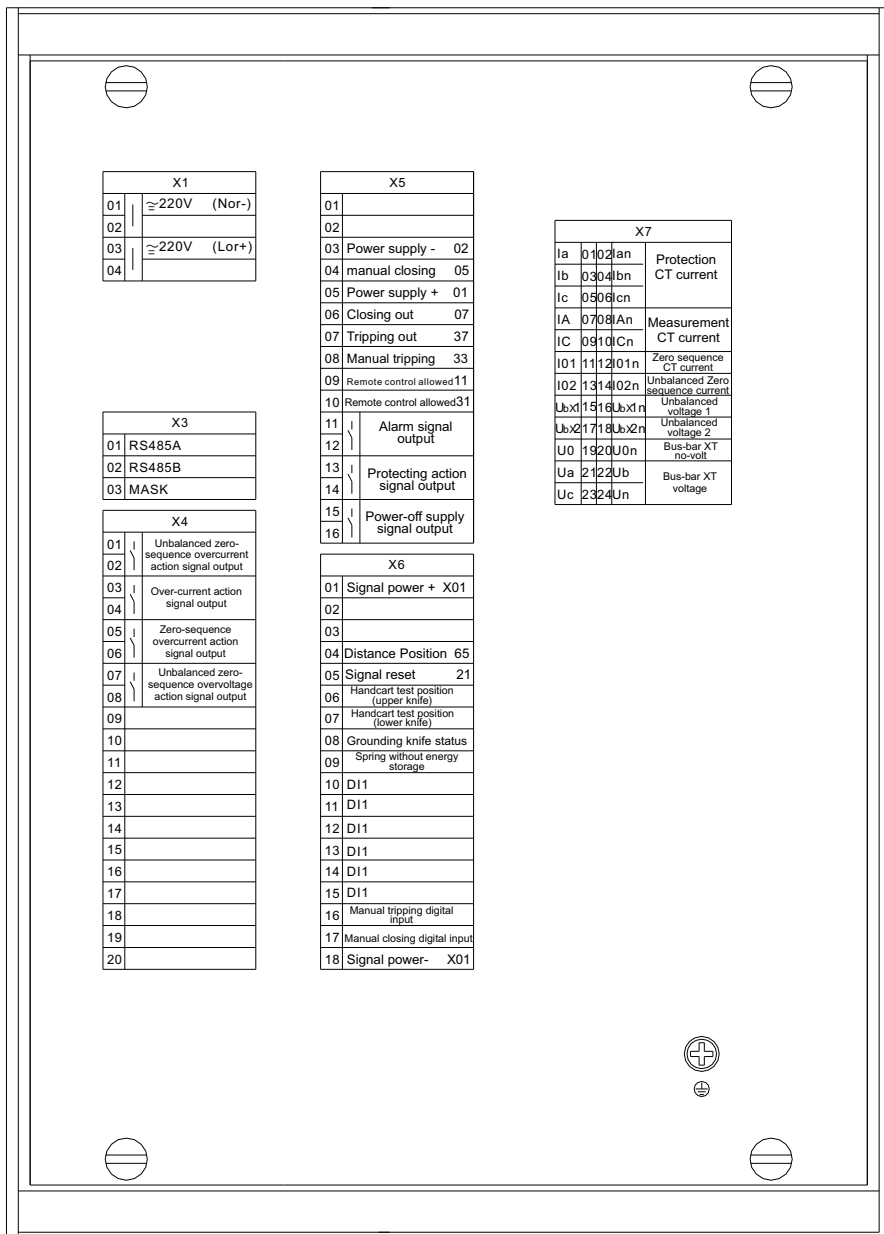 X1
01 ≂220V (Nor-)
02
03 ≂220V (Lor+)
04
X3
01 RS485A
02 RS485B
03 MASK
X4
01 Unbalanced zero-
sequence overcurrent
02 action signal output
03 Over-current action
04 signal output
05 Zero-sequence
overcurrent action
06 signal output
07 Unbalanced zero-
sequence overvoltage
08 action signal output
09
10
11
12
13
14
15
16
17
18
19
20
X5
01
02
03 Power supply - 02
04 manual closing 05
05 Power supply + 01
06 Closing out 07
07 Tripping out 37
08 Manual tripping 33
09 Remote control allowed 11
10 Remote control allowed 31
11 Alarm signal
12 output
13 Protecting action
14 signal output
15 Power-off supply
16 signal output
X6
01 Signal power + X01
02
03
04 Distance Position 65
05 Signal reset 21
06 Handcart test position
(upper knife)
07 Handcart test position
(lower knife)
08 Grounding knife status
09 Spring without energy
storage
10 DI1
11 DI1
12 DI1
13 DI1
14 DI1
15 DI1
16 Manual tripping digital
input
17 Manual closing digital input
18 Signal power- X01
X7
Ia 01 02 Ian Protection
Ib 03 04 Ibn CT current
Ic 05 06 Icn
IA 07 08 IAn Measurement
IC 09 10 ICn CT current
I01 11 12 I01n Zero sequence
CT current
I02 13 14 I02n Unbalanced Zero
sequence current
UbX1 15 16 UbX1n Unbalanced
voltage 1
UbX2 17 18 UbX2n Unbalanced
voltage 2
U0 19 20 U0n Bus-bar XT
no-volt
Ua 21 22 Ub Bus-bar XT
Uc 23 24 Un voltage